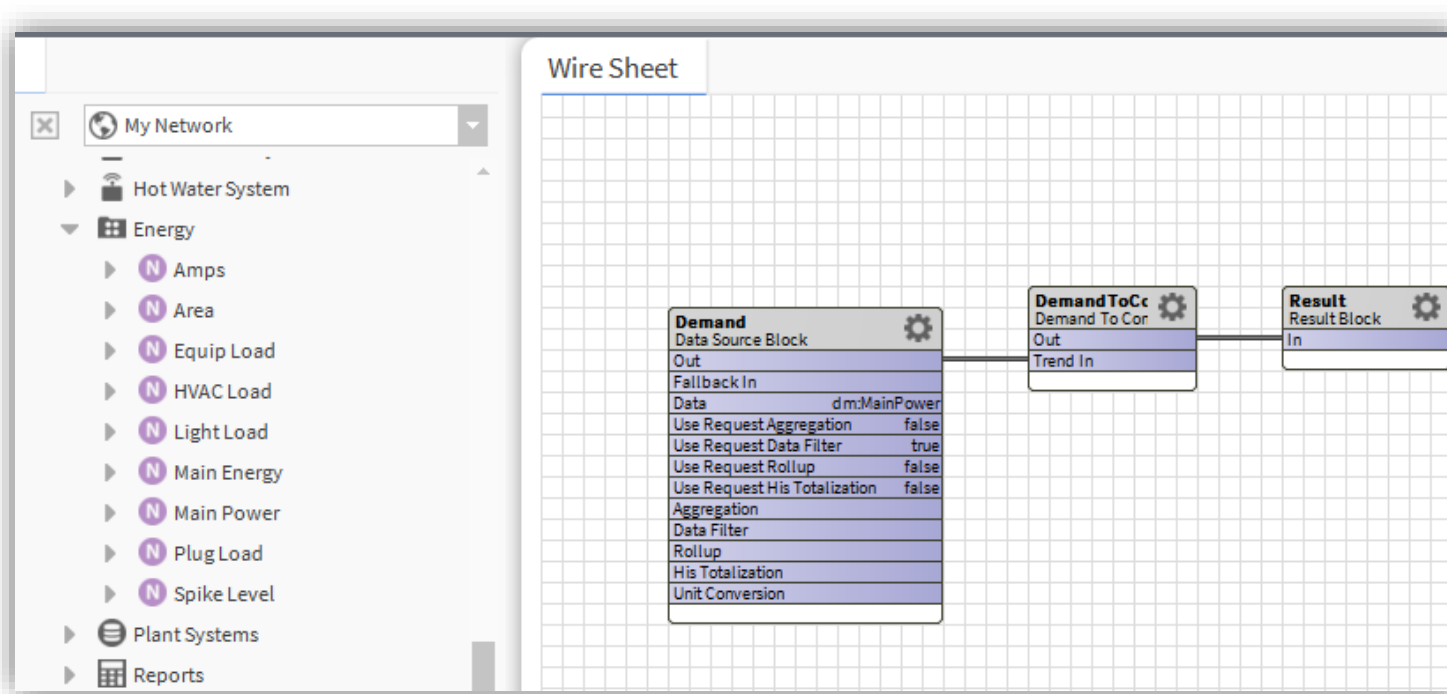 Wire Sheet
My Network
Hot Water System
Energy
Amps
Area
Equip Load
HVAC Load
Light Load
Main Energy
Main Power
Plug Load
Spike Level
Plant Systems
Reports
Demand
Data Source Block
Out
Fallback In
Data dm:MainPower
Use Request Aggregation false
Use Request Data Filter true
Use Request Rollup false
Use Request His Totalization false
Aggregation
Data Filter
Rollup
His Totalization
Unit Conversion
DemandToCc
Demand To Cor
Out
Trend In
Result
Result Block
In